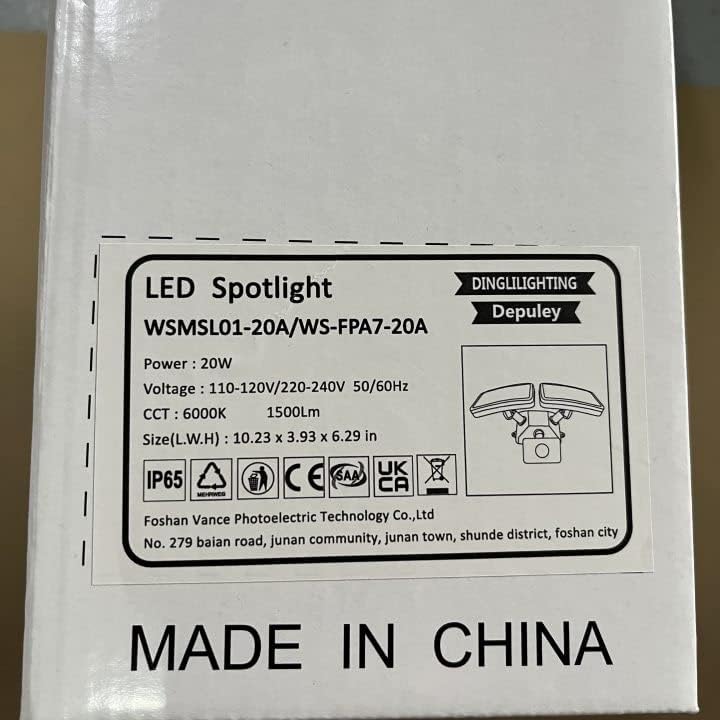 LED Spotlight
DINGLILIGHTING
Depuley
WSMSL01-20A/WS-FPA7-20A
Power : 20W
Voltage : 110-120V/220-240V 50/60Hz
CCT : 6000K 1500Lm
Size(L.W.H) : 10.23 x 3.93 x 6.29 in
IP65 MEHRWEG CE SAA UK CA
Foshan Vance Photoelectric Technology Co.,Ltd
No. 279 baian road, junan community, junan town, shunde district, foshan city
MADE IN CHINA